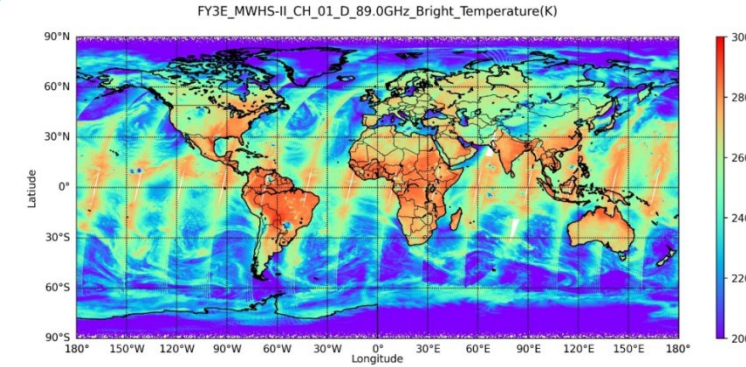 FY3E_MWHS-II_CH_01_D_89.0GHz_Bright_Temperature(K)
90°N
60°N
30°N
0°
30°S
60°S
90°S
Latiude
180° 150°W 120°W 90°W 60°W 30°W 0° 30°E 60°E 90°E 120°E 150°E 180°
Longitude
300
280
260
240
220
200